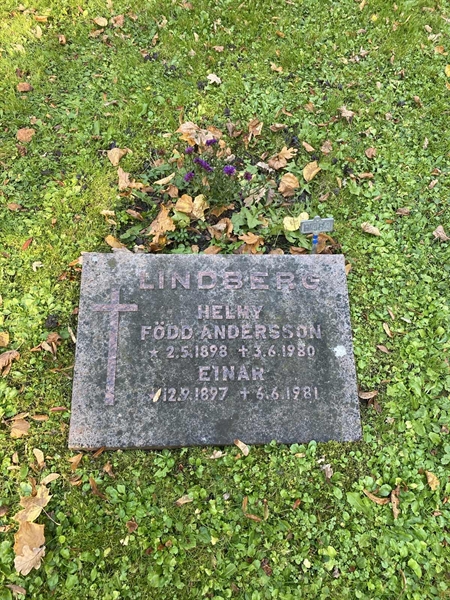 LINDBERG
HELMY
FÖDD ANDERSSON
* 2.5.1898 + 3.6.1980
EINAR
* 12.9.1897 + 6.6.1981